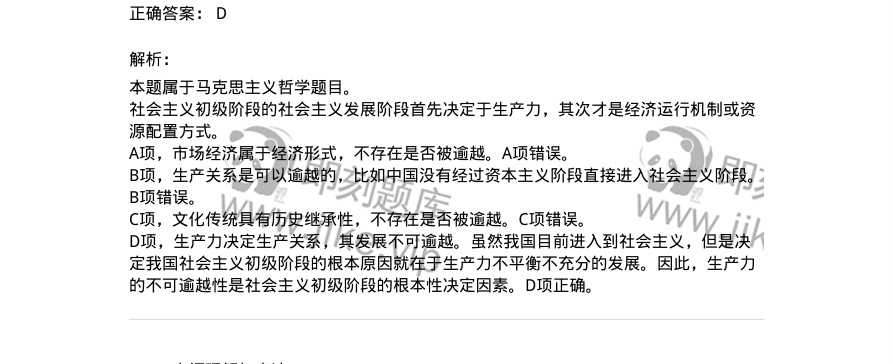 正确答案： D
解析：
本题属于马克思主义哲学题目。
社会主义初级阶段的社会主义发展阶段首先决定于生产力，其次才是经济运行机制或资
源配置方式。
A项，市场经济属于经济形式，不存在是否被逾越。A项错误。
B项，生产关系是可以逾越的，比如中国没有经过资本主义阶段直接进入社会主义阶段。
B项错误。
C项，文化传统具有历史继承性，不存在是否被逾越。C项错误。
D项，生产力决定生产关系，其发展不可逾越。虽然我国目前进入到社会主义，但是决
定我国社会主义初级阶段的根本原因就在于生产力不平衡不充分的发展。因此，生产力
的不可逾越性是社会主义初级阶段的根本性决定因素。D项正确。
即刻题库
www.jike.vip
即刻
www.jik